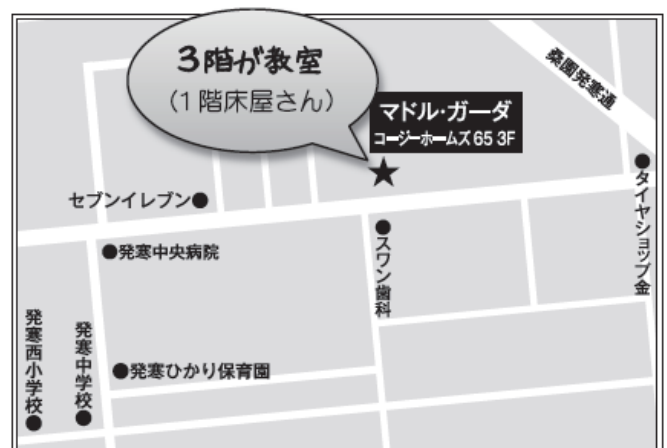 3階が教室
(1階床屋さん)
桑園発寒通
マドル・ガーダ
コージーホームズ65 3F
セブンイレブン
タイヤショップ金
発寒中央病院
スワン歯科
発寒西小学校
発寒中学校
発寒ひかり保育園